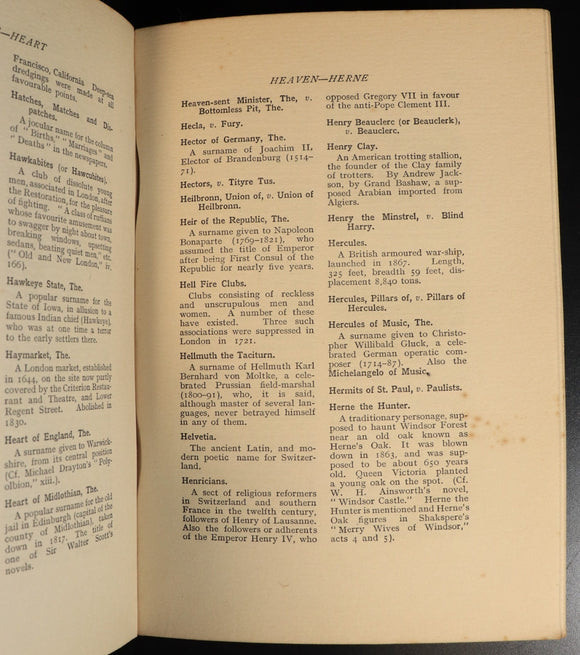 —HEART
Francisco, California Deep-sea
dredgings were made at all
favourable points.
Hatches, Matches and Dis-
patches.
A jocular name for the column
of "Births," "Marriages" and
"Deaths" in the newspapers.
Hawkabites (or Hawcubites).
A club of dissolute young
men, associated in London, after
the Restoration, for the pleasure
of fighting. "A class of ruffians
whose favourite amusement was
to swagger by night about town,
breaking windows, upsetting
sedans, beating quiet men," etc.
("Old and New London," iv,
166).
Hawkeye State, The.
A popular surname for the
State of Iowa, in allusion to a
famous Indian chief (Hawkeye),
who was at one time a terror
to the early settlers there.
Haymarket, The.
A London market, established
in 1644, on the site now partly
covered by the Criterion Restau-
rant and Theatre, and Lower
Regent Street. Abolished in
1830.
Heart of England, The.
A surname given to Warwick-
shire, from its central position
(Cf. Michael Drayton's "Poly-
olbion," xiii.).
Heart of Midlothian, The.
A popular surname for the old
jail in Edinburgh (capital of the
county of Midlothian), taken
down in 1817. The title of
one of Sir Walter Scott's
novels.
HEAVEN—HERNE
Heaven-sent Minister, The, v.
Bottomless Pit, The.
Hecla, v. Fury.
Hector of Germany, The.
A surname of Joachim II,
Elector of Brandenburg (1514–
71).
Hectors, v. Tityre Tus.
Heilbronn, Union of, v. Union of
Heilbronn.
Heir of the Republic, The.
A surname given to Napoleon
Bonaparte (1769–1821), who
assumed the title of Emperor
after being First Consul of the
Republic for nearly five years.
Hell Fire Clubs.
Clubs consisting of reckless
and unscrupulous men and
women. A number of these
have existed. Three such
associations were suppressed in
London in 1721.
Hellmuth the Taciturn.
A surname of Hellmuth Karl
Bernhard von Moltke, a cele-
brated Prussian field-marshal
(1800–91), who, it is said,
although master of several lan-
guages, never betrayed himself
in any of them.
Helvetia.
The ancient Latin, and mo-
dern poetic name for Switzer-
land.
Henricians.
A sect of religious reformers
in Switzerland and southern
France in the twelfth century,
followers of Henry of Lausanne.
Also the followers or adherents
of the Emperor Henry IV, who
opposed Gregory VII in favour
of the anti-Pope Clement III.
Henry Beauclerc (or Beauclerk),
v. Beauclerc.
Henry Clay.
An American trotting stallion,
the founder of the Clay family
of trotters. By Andrew Jack-
son, by Grand Bashaw, a sup-
posed Arabian imported from
Algiers.
Henry the Minstrel, v. Blind
Harry.
Hercules.
A British armoured war-ship,
launched in 1867. Length,
325 feet, breadth 59 feet, dis-
placement 8,840 tons.
Hercules, Pillars of, v. Pillars of
Hercules.
Hercules of Music, The.
A surname given to Christo-
pher Willibald Gluck, a cele-
brated German operatic com-
poser (1714–87). Also the
Michelangelo of Music.
Hermits of St. Paul, v. Paulists.
Herne the Hunter.
A traditionary personage, sup-
posed to haunt Windsor Forest
near an old oak known as
Herne's Oak. It was blown
down in 1863, and was sup-
posed to be about 650 years
old. Queen Victoria planted
a young oak on the spot. (Cf.
W. H. Ainsworth's novel,
"Windsor Castle." Herne the
Hunter is mentioned and Herne's
Oak figures in Shakspere's
"Merry Wives of Windsor,"
acts 4 and 5).